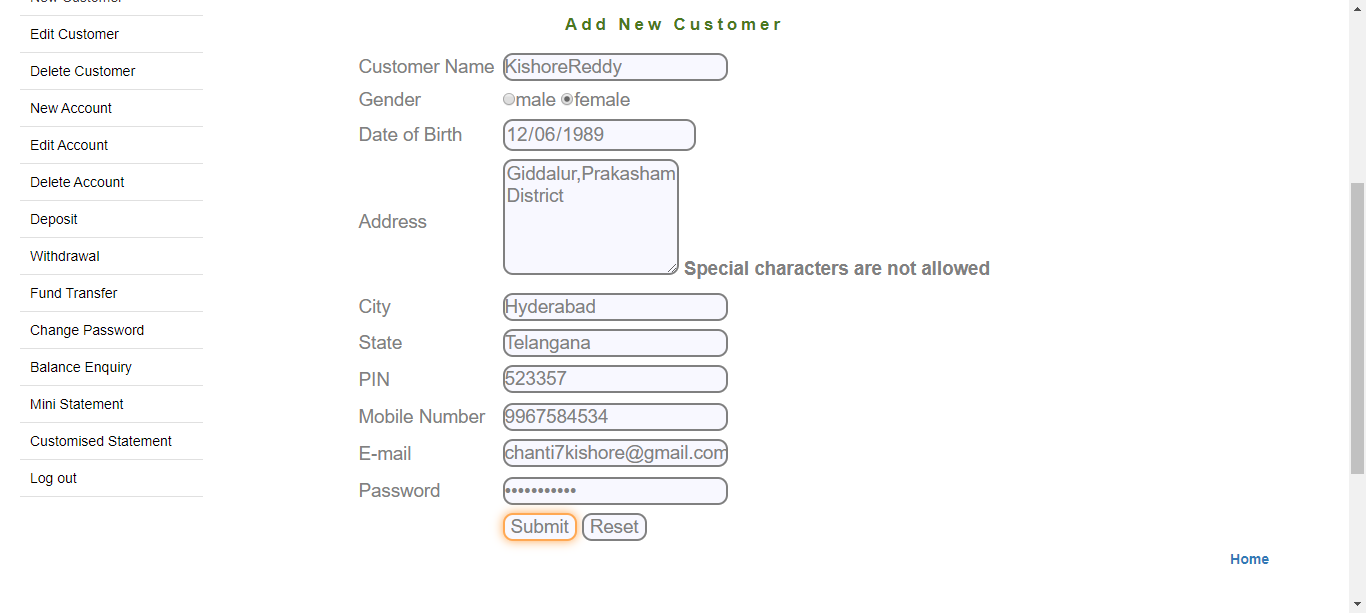 New Customer
Edit Customer
Delete Customer
New Account
Edit Account
Delete Account
Deposit
Withdrawal
Fund Transfer
Change Password
Balance Enquiry
Mini Statement
Customised Statement
Log out
Add New Customer
Customer Name KishoreReddy
Gender male female
Date of Birth 12/06/1989
Address Giddalur,Prakasham
District
Special characters are not allowed
City Hyderabad
State Telangana
PIN 523357
Mobile Number 9967584534
E-mail chanti7kishore@gmail.com
Password •••••••••••
Submit Reset
Home